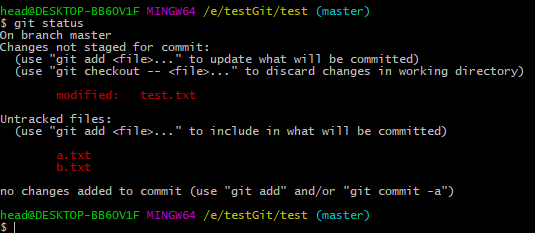 head@DESKTOP-BB6OV1F MINGW64 /e/testGit/test (master)
$ git status
On branch master
Changes not staged for commit:
  (use "git add <file>..." to update what will be committed)
  (use "git checkout -- <file>..." to discard changes in working directory)

        modified:   test.txt

Untracked files:
  (use "git add <file>..." to include in what will be committed)

        a.txt
        b.txt

no changes added to commit (use "git add" and/or "git commit -a")

head@DESKTOP-BB6OV1F MINGW64 /e/testGit/test (master)
$